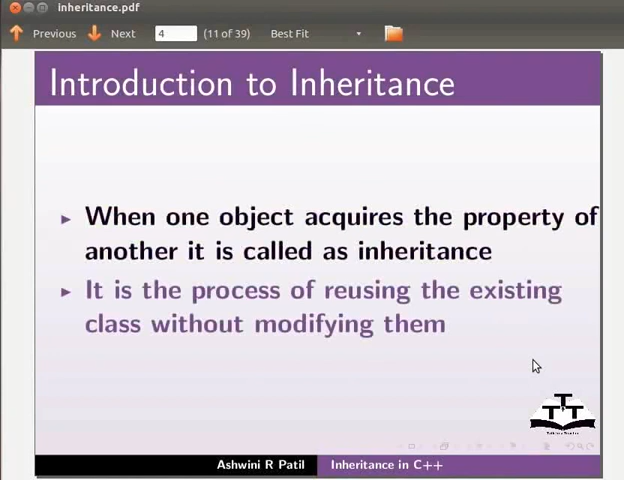 inheritance.pdf
Previous Next 4 (11 of 39) Best Fit
Introduction to Inheritance
When one object acquires the property of
another it is called as inheritance
It is the process of reusing the existing
class without modifying them
TTT
Ashwini R Patil Inheritance in C++